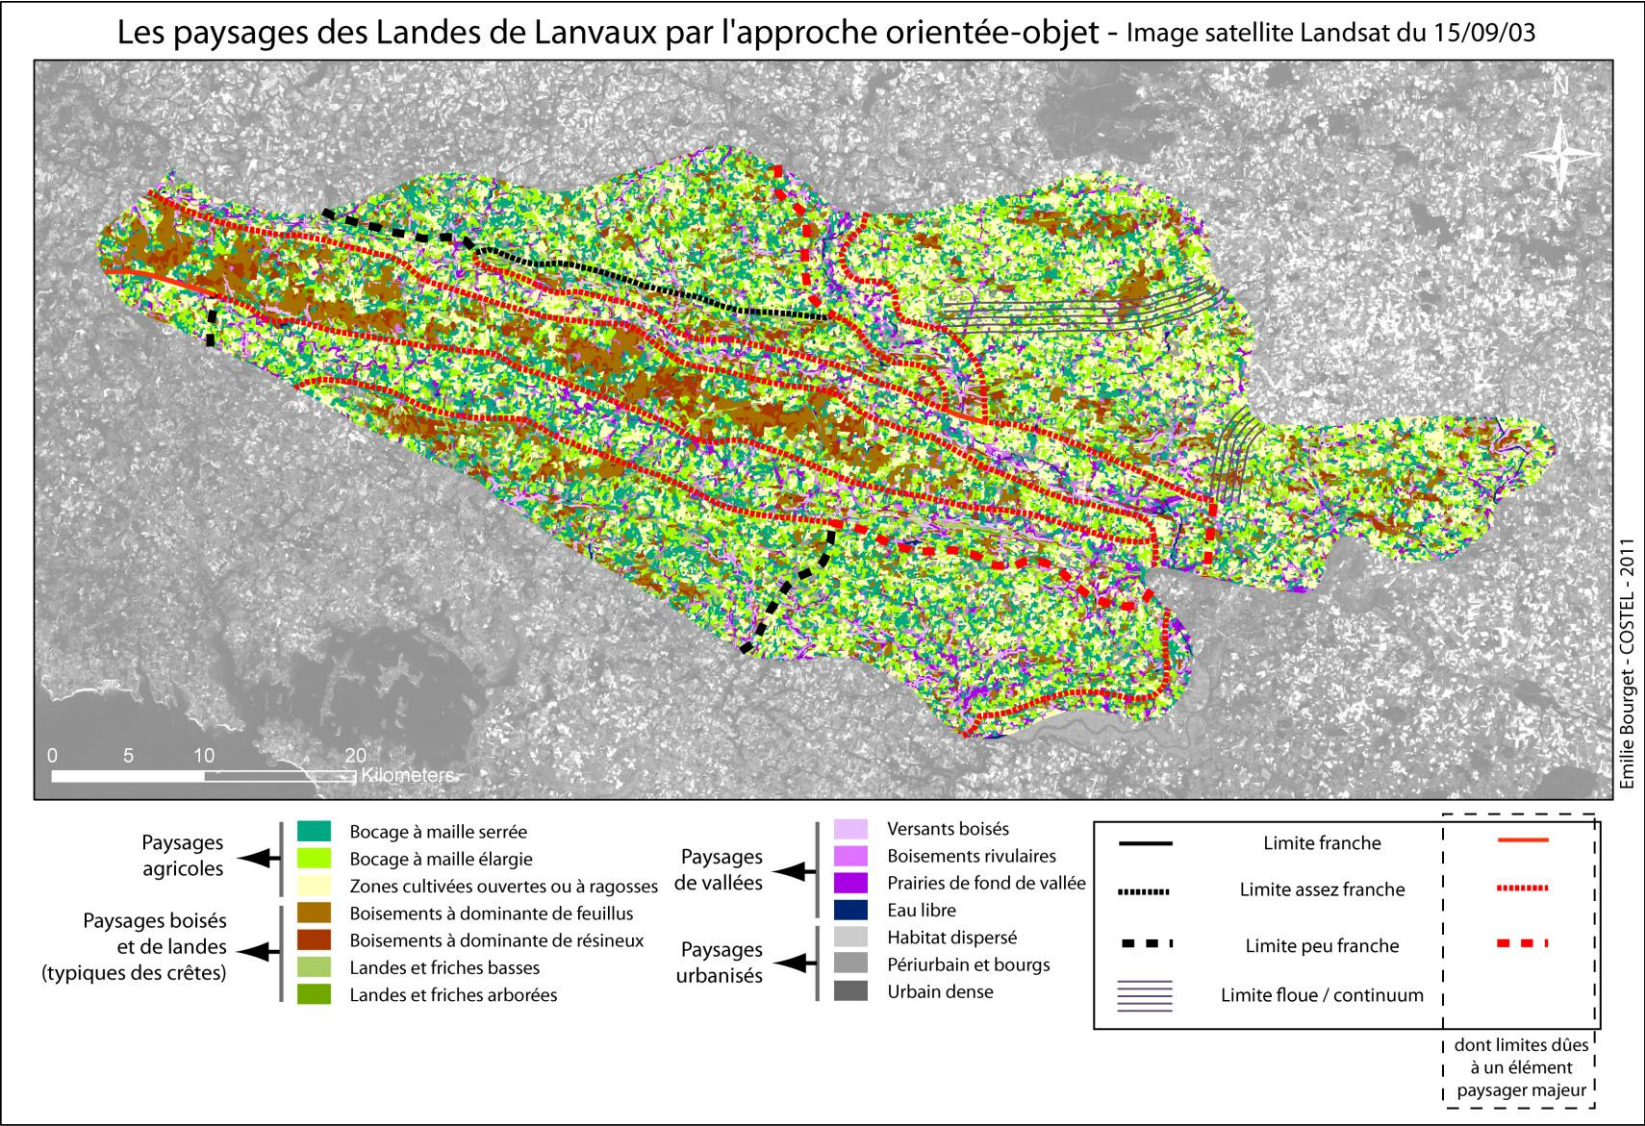 Les paysages des Landes de Lanvaux par l'approche orientée-objet - Image satellite Landsat du 15/09/03
N
0 5 10 20
Kilometers
Emilie Bourget - COSTEL - 2011
Paysages
agricoles
Bocage à maille serrée
Bocage à maille élargie
Zones cultivées ouvertes ou à ragosses
Paysages boisés
et de landes
(typiques des crêtes)
Boisements à dominante de feuillus
Boisements à dominante de résineux
Landes et friches basses
Landes et friches arborées
Paysages
de vallées
Versants boisés
Boisements rivulaires
Prairies de fond de vallée
Eau libre
Paysages
urbanisés
Habitat dispersé
Périurbain et bourgs
Urbain dense
Limite franche
Limite assez franche
Limite peu franche
Limite floue / continuum
dont limites dûes
à un élément
paysager majeur